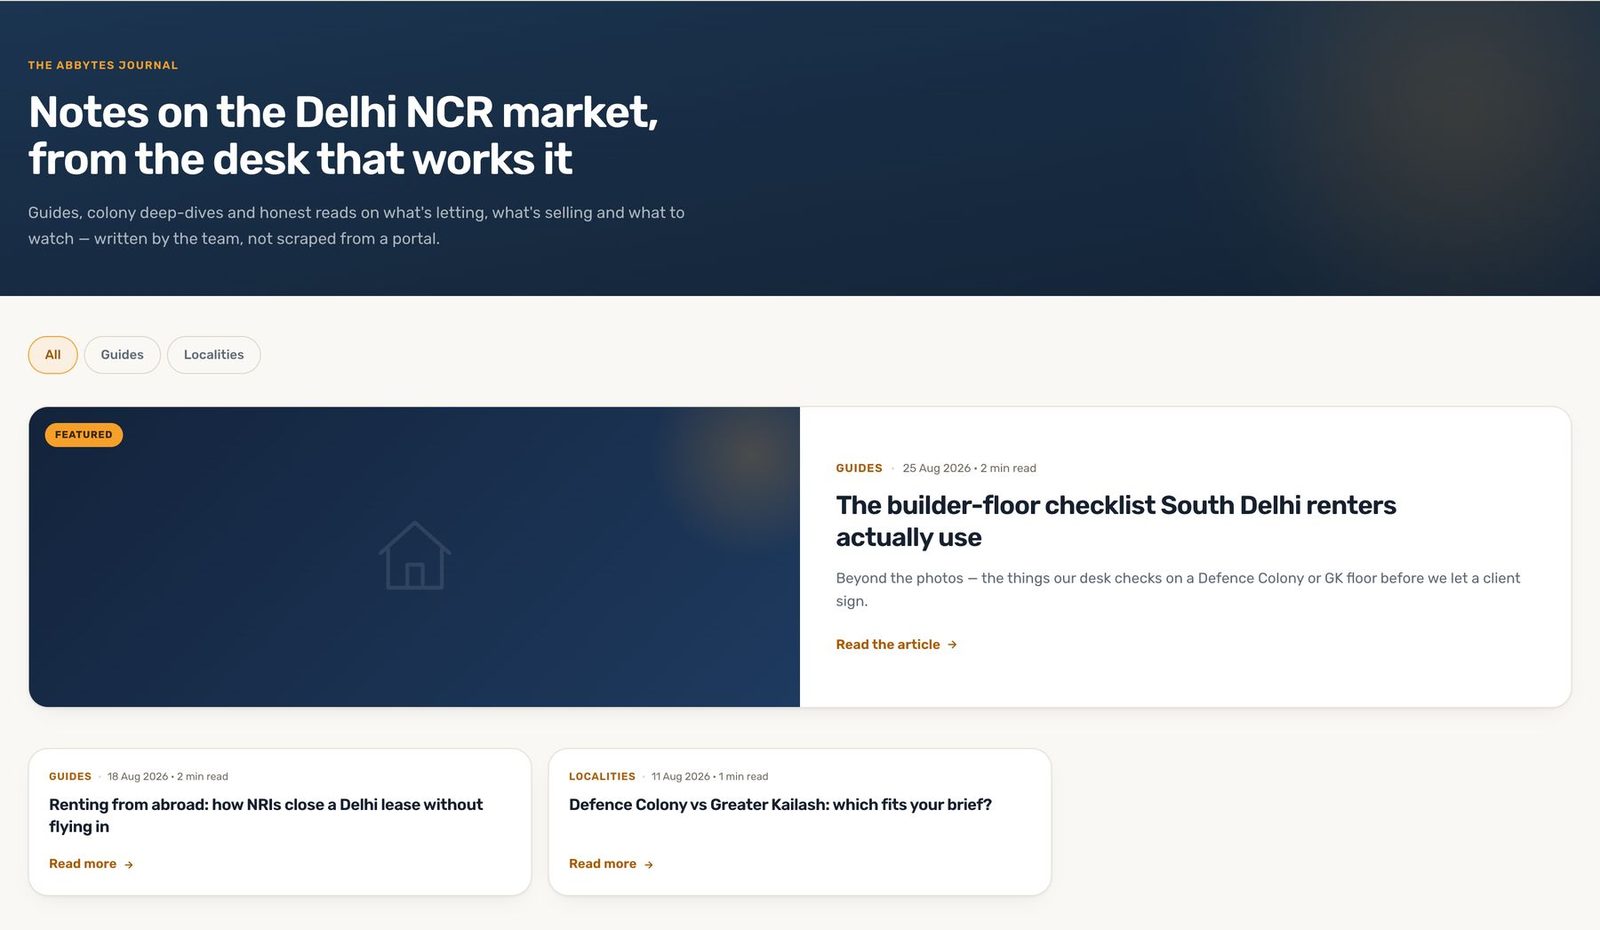 THE ABBYTES JOURNAL
Notes on the Delhi NCR market,
from the desk that works it
Guides, colony deep-dives and honest reads on what's letting, what's selling and what to
watch — written by the team, not scraped from a portal.
All
Guides
Localities
FEATURED
GUIDES · 25 Aug 2026 • 2 min read
The builder-floor checklist South Delhi renters
actually use
Beyond the photos — the things our desk checks on a Defence Colony or GK floor before we let a client
sign.
Read the article →
GUIDES · 18 Aug 2026 • 2 min read
Renting from abroad: how NRIs close a Delhi lease without
flying in
Read more →
LOCALITIES · 11 Aug 2026 • 1 min read
Defence Colony vs Greater Kailash: which fits your brief?
Read more →